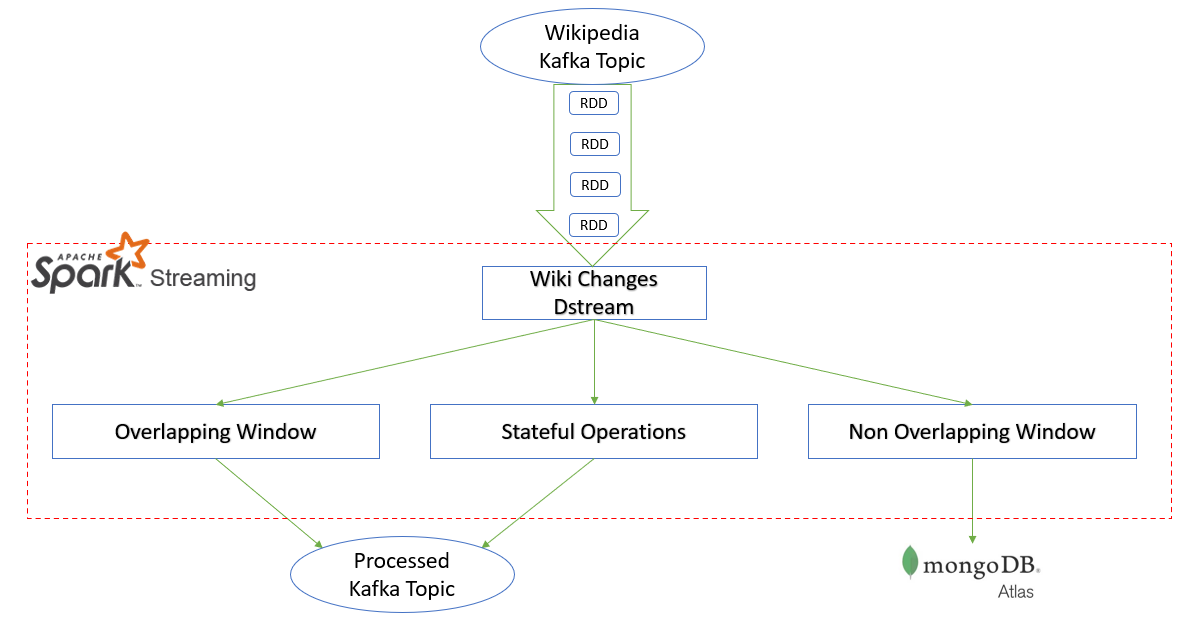 Wikipedia
Kafka Topic
RDD
RDD
RDD
RDD
APACHE
Spark™ Streaming
Wiki Changes
Dstream
Overlapping Window
Stateful Operations
Non Overlapping Window
Processed
Kafka Topic
mongoDB®
Atlas